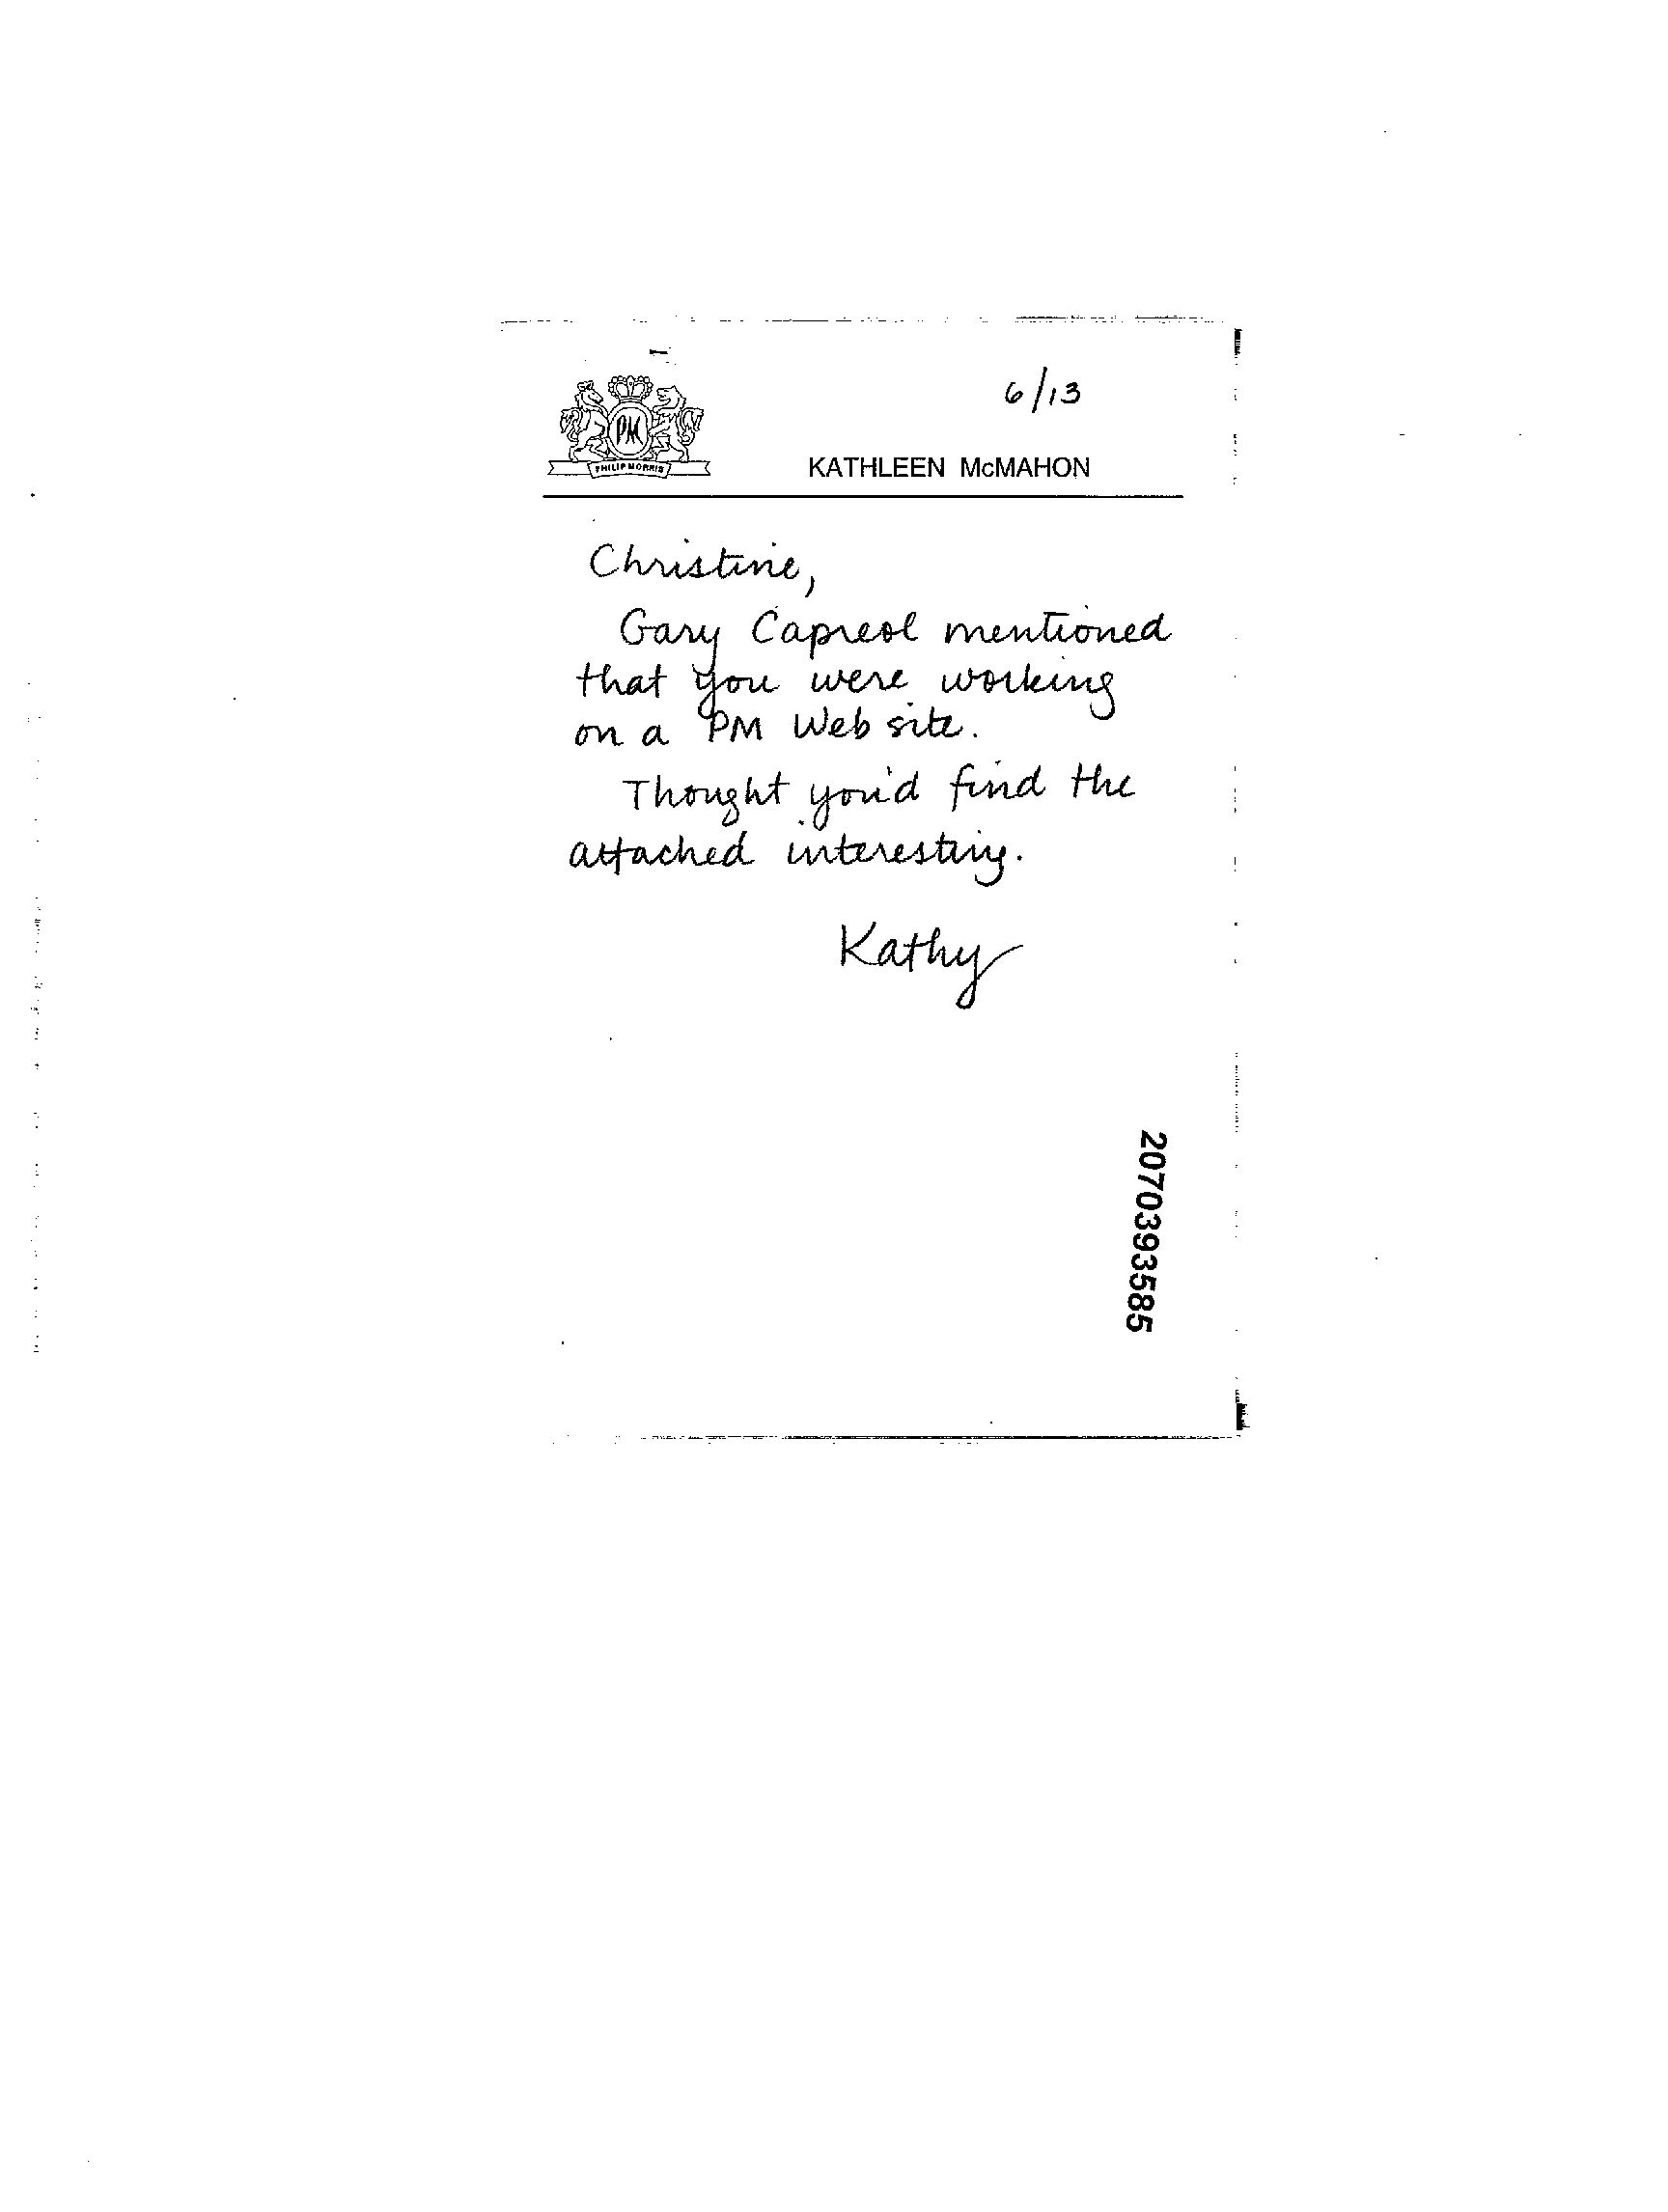 6/13
PM
PHILIP MORRIS
KATHLEEN McMAHON
Christine,
Gary Capreol mentioned
that you were working
on a PM Web site.
Thought you'd find the
attached interesting.
Kathy
2070393585